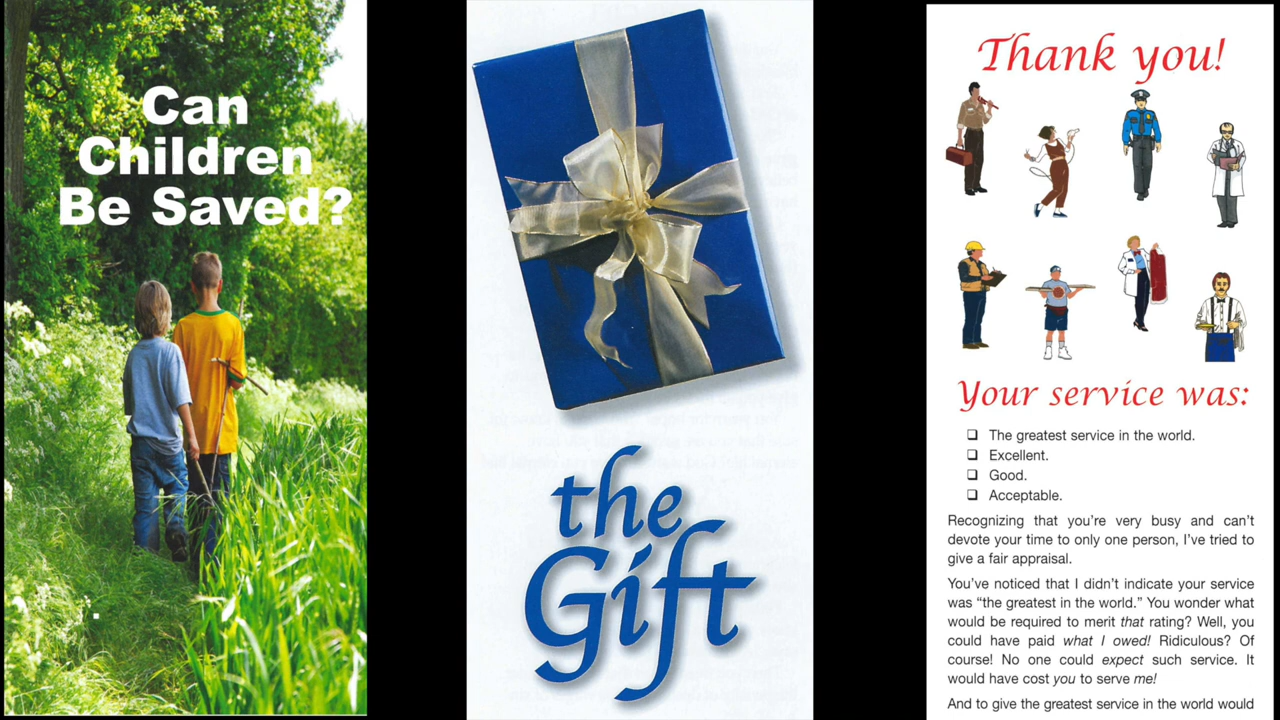 Can
Children
Be Saved?
the
Gift
Thank you!
Your service was:
❑ The greatest service in the world.
❑ Excellent.
❑ Good.
❑ Acceptable.
Recognizing that you're very busy and can't
devote your time to only one person, I've tried to
give a fair appraisal.
You've noticed that I didn't indicate your service
was “the greatest in the world.” You wonder what
would be required to merit that rating? Well, you
could have paid what I owed! Ridiculous? Of
course! No one could expect such service. It
would have cost you to serve me!
And to give the greatest service in the world would